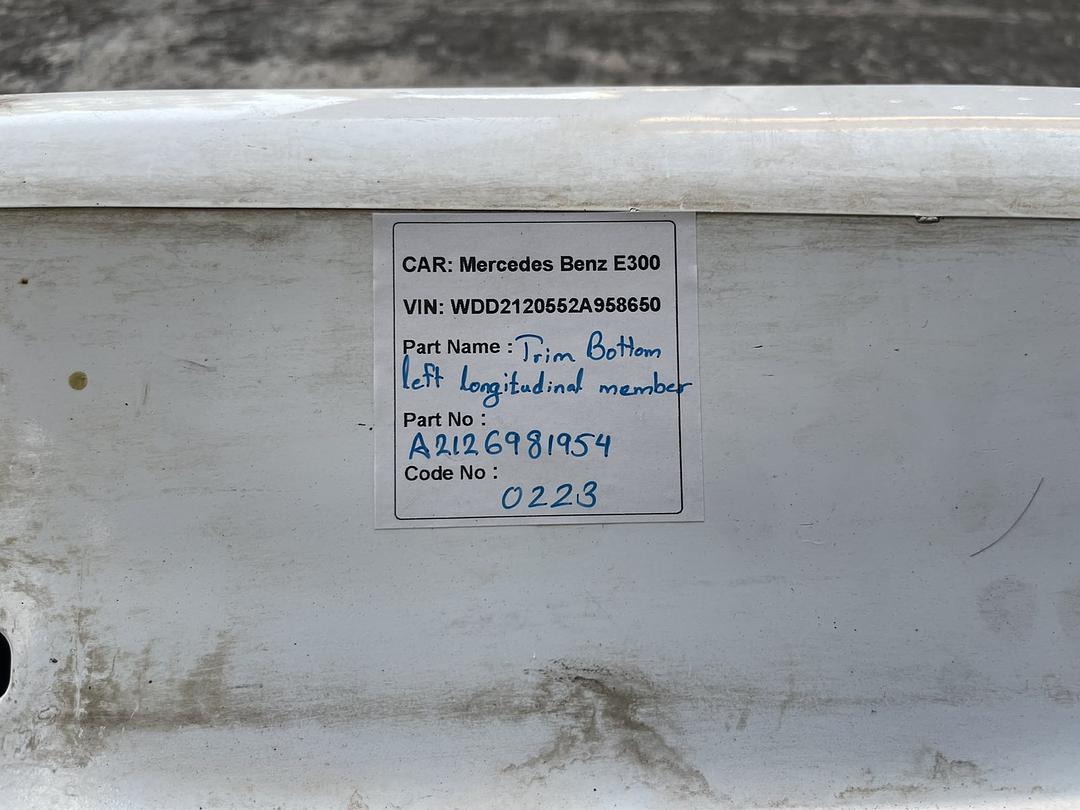 CAR: Mercedes Benz E300
VIN: WDD2120552A958650
Part Name : Trim Bottom
left longitudinal member
Part No :
A2126981954
Code No :
0223